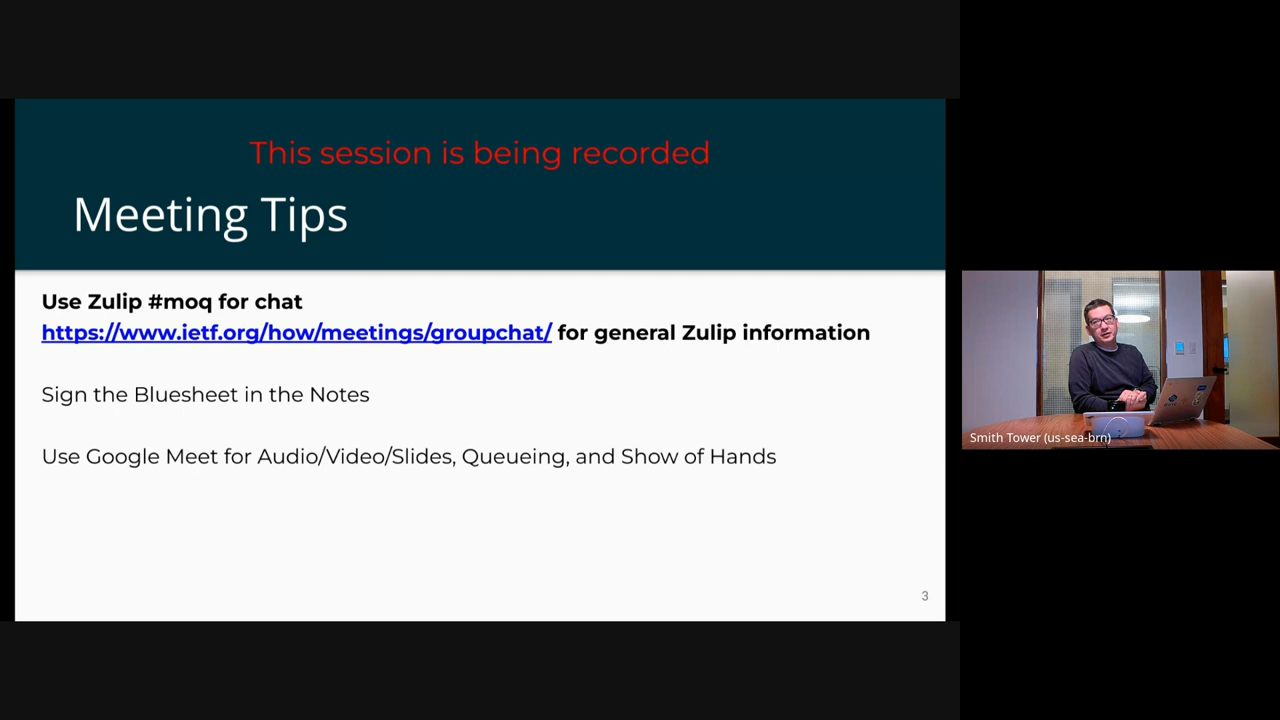 This session is being recorded
Meeting Tips
Use Zulip #moq for chat
https://www.ietf.org/how/meetings/groupchat/ for general Zulip information
Sign the Bluesheet in the Notes
Use Google Meet for Audio/Video/Slides, Queueing, and Show of Hands
3
Smith Tower (us-sea-brn)